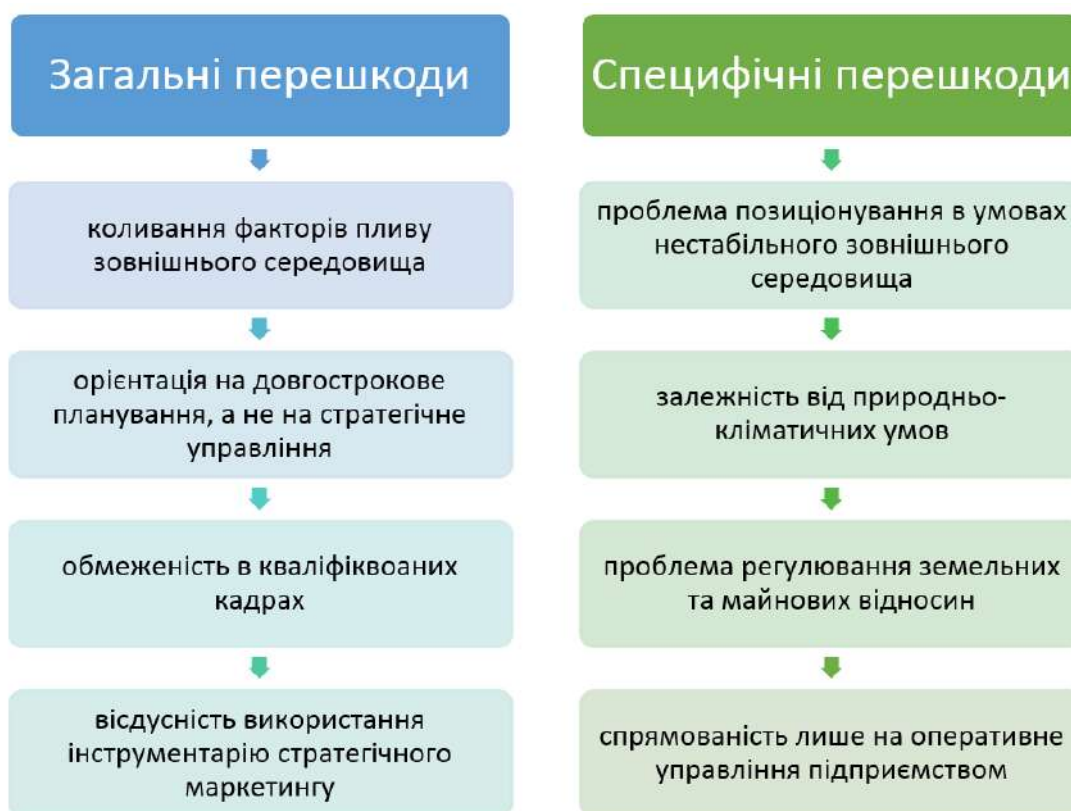 Загальні перешкоди
коливання факторів пливу
зовнішнього середовища
орієнтація на довгострокове
планування, а не на стратегічне
управління
обмеженість в кваліфіквоаних
кадрах
вісдусність використання
інструментарію стратегічного
маркетингу
Специфічні перешкоди
проблема позиціонування в умовах
нестабільного зовнішнього
середовища
залежність від природньо-
кліматичних умов
проблема регулювання земельних
та майнових відносин
спрямованість лише на оперативне
управління підприємством